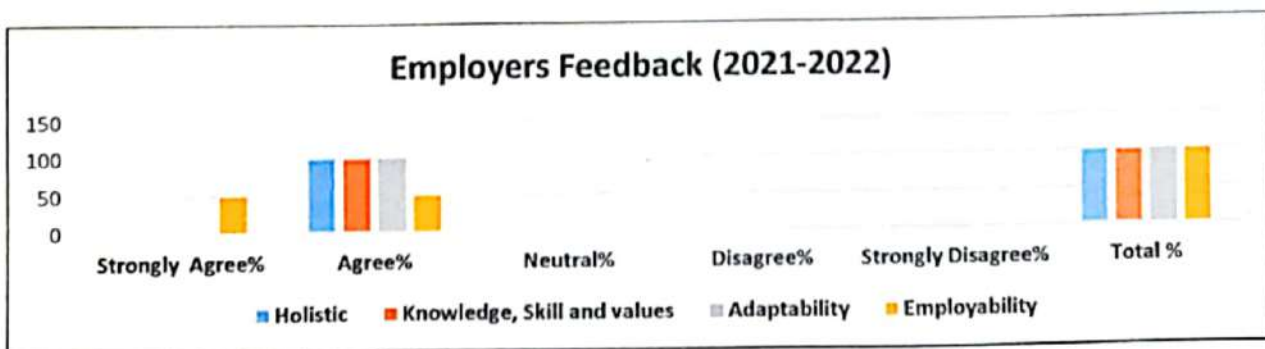 Employers Feedback (2021-2022)
150
100
50
0
Strongly Agree% Agree% Neutral% Disagree% Strongly Disagree% Total %
Holistic Knowledge, Skill and values Adaptability Employability